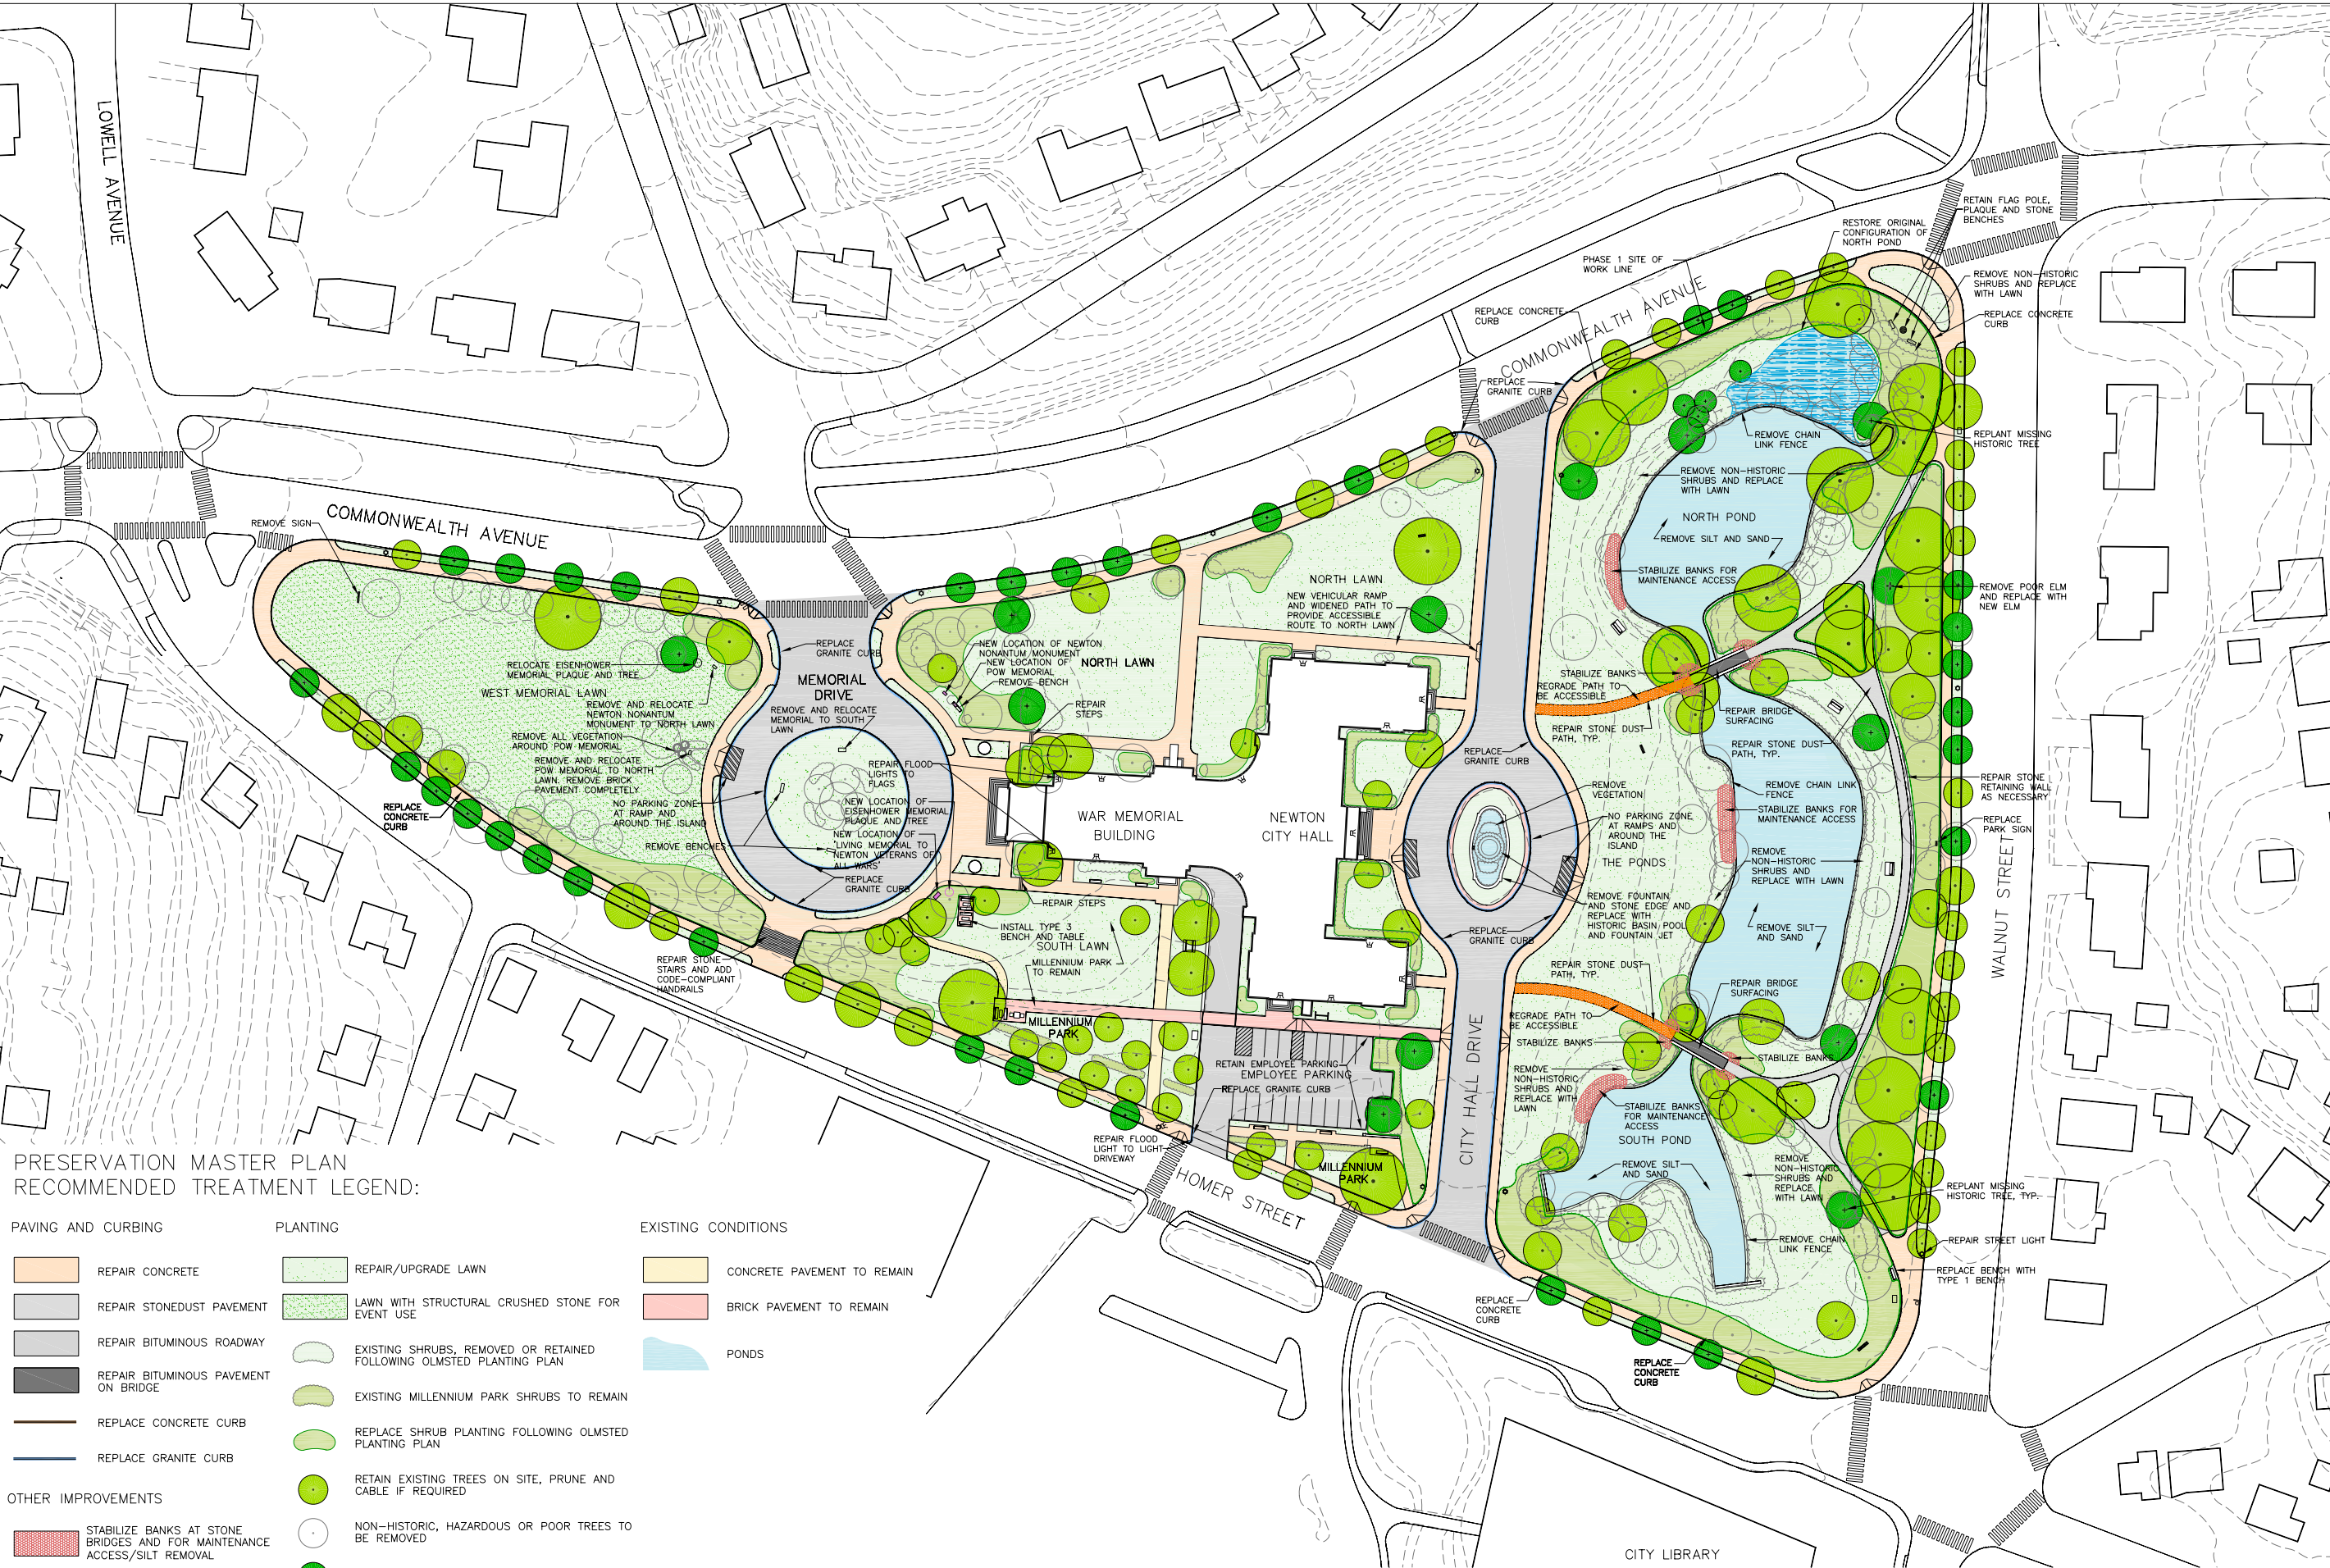 LOWELL AVENUE
COMMONWEALTH AVENUE
REMOVE SIGN
RELOCATE EISENHOWER
MEMORIAL PLAQUE AND TREE
WEST MEMORIAL LAWN
REMOVE AND RELOCATE
NEWTON NONANTUM
MONUMENT TO NORTH LAWN
REMOVE ALL VEGETATION
AROUND POW MEMORIAL
REMOVE AND RELOCATE
POW MEMORIAL TO NORTH
LAWN. REMOVE BRICK
PAVEMENT COMPLETELY
NO PARKING ZONE
AT RAMP AND
AROUND THE ISLAND
REPLACE
CONCRETE
CURB
REMOVE BENCHES
REPAIR STONE
STAIRS AND ADD
CODE-COMPLIANT
HANDRAILS
REPLACE
GRANITE CURB
MEMORIAL
DRIVE
REMOVE AND RELOCATE
MEMORIAL TO SOUTH
LAWN
REPAIR FLOOD
LIGHTS TO
FLAGS
NEW LOCATION OF
EISENHOWER MEMORIAL
PLAQUE AND TREE
NEW LOCATION OF
'LIVING MEMORIAL TO
NEWTON VETERANS OF
ALL WARS'
REPLACE
GRANITE CURB
NEW LOCATION OF NEWTON
NONANTUM MONUMENT
NEW LOCATION OF
POW MEMORIAL
REMOVE BENCH
NORTH LAWN
REPAIR
STEPS
WAR MEMORIAL
BUILDING
NEWTON
CITY HALL
REPAIR STEPS
INSTALL TYPE 3
BENCH AND TABLE
SOUTH LAWN
MILLENNIUM PARK
TO REMAIN
MILLENNIUM
PARK
RETAIN EMPLOYEE PARKING
EMPLOYEE PARKING
REPLACE GRANITE CURB
REPAIR FLOOD
LIGHT TO LIGHT
DRIVEWAY
MILLENNIUM
PARK
HOMER STREET
NORTH LAWN
NEW VEHICULAR RAMP
AND WIDENED PATH TO
PROVIDE ACCESSIBLE
ROUTE TO NORTH LAWN
COMMONWEALTH AVENUE
PHASE 1 SITE OF
WORK LINE
REPLACE CONCRETE
CURB
REPLACE
GRANITE CURB
RESTORE ORIGINAL
CONFIGURATION OF
NORTH POND
RETAIN FLAG POLE,
PLAQUE AND STONE
BENCHES
REMOVE NON-HISTORIC
SHRUBS AND REPLACE
WITH LAWN
REPLACE CONCRETE
CURB
REPLANT MISSING
HISTORIC TREE
REMOVE CHAIN
LINK FENCE
REMOVE NON-HISTORIC
SHRUBS AND REPLACE
WITH LAWN
NORTH POND
REMOVE SILT AND SAND
STABILIZE BANKS FOR
MAINTENANCE ACCESS
REMOVE POOR ELM
AND REPLACE WITH
NEW ELM
STABILIZE BANKS
REGRADE PATH TO
BE ACCESSIBLE
REPAIR STONE DUST
PATH, TYP.
REPAIR BRIDGE
SURFACING
REPAIR STONE DUST
PATH, TYP.
REPLACE
GRANITE CURB
REMOVE
VEGETATION
NO PARKING ZONE
AT RAMPS AND
AROUND THE
ISLAND
THE PONDS
REMOVE CHAIN LINK
FENCE
STABILIZE BANKS FOR
MAINTENANCE ACCESS
REPAIR STONE
RETAINING WALL
AS NECESSARY
REPLACE
PARK SIGN
REMOVE
NON-HISTORIC
SHRUBS AND
REPLACE WITH LAWN
REMOVE FOUNTAIN
AND STONE EDGE AND
REPLACE WITH
HISTORIC BASIN POOL
AND FOUNTAIN JET
REMOVE SILT
AND SAND
REPLACE
GRANITE CURB
WALNUT STREET
REPAIR STONE DUST
PATH, TYP.
REPAIR BRIDGE
SURFACING
REGRADE PATH TO
BE ACCESSIBLE
STABILIZE BANKS
STABILIZE BANKS
CITY HALL DRIVE
REMOVE
NON-HISTORIC
SHRUBS AND
REPLACE WITH
LAWN
STABILIZE BANKS
FOR MAINTENANCE
ACCESS
SOUTH POND
REMOVE SILT
AND SAND
REMOVE
NON-HISTORIC
SHRUBS AND
REPLACE
WITH LAWN
REPLANT MISSING
HISTORIC TREE, TYP.
REMOVE CHAIN
LINK FENCE
REPAIR STREET LIGHT
REPLACE BENCH WITH
TYPE 1 BENCH
REPLACE
CONCRETE
CURB
REPLACE
CONCRETE
CURB
CITY LIBRARY
PRESERVATION MASTER PLAN
RECOMMENDED TREATMENT LEGEND:
PAVING AND CURBING
REPAIR CONCRETE
REPAIR STONEDUST PAVEMENT
REPAIR BITUMINOUS ROADWAY
REPAIR BITUMINOUS PAVEMENT
ON BRIDGE
REPLACE CONCRETE CURB
REPLACE GRANITE CURB
OTHER IMPROVEMENTS
STABILIZE BANKS AT STONE
BRIDGES AND FOR MAINTENANCE
ACCESS/SILT REMOVAL
PLANTING
REPAIR/UPGRADE LAWN
LAWN WITH STRUCTURAL CRUSHED STONE FOR
EVENT USE
EXISTING SHRUBS, REMOVED OR RETAINED
FOLLOWING OLMSTED PLANTING PLAN
EXISTING MILLENNIUM PARK SHRUBS TO REMAIN
REPLACE SHRUB PLANTING FOLLOWING OLMSTED
PLANTING PLAN
RETAIN EXISTING TREES ON SITE, PRUNE AND
CABLE IF REQUIRED
NON-HISTORIC, HAZARDOUS OR POOR TREES TO
BE REMOVED
EXISTING CONDITIONS
CONCRETE PAVEMENT TO REMAIN
BRICK PAVEMENT TO REMAIN
PONDS